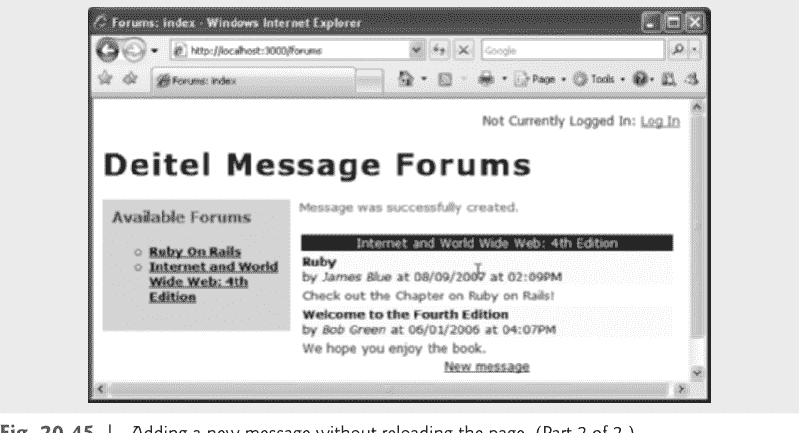 Forums: index - Windows Internet Explorer
http://localhost:3000/forums
Google
Forums: index
Page
Tools
Not Currently Logged In: Log In
Deitel Message Forums
Available Forums
Ruby On Rails
Internet and World
Wide Web: 4th
Edition
Message was successfully created.
Internet and World Wide Web: 4th Edition
Ruby
by James Blue at 08/09/2007 at 02:09PM
Check out the Chapter on Ruby on Rails!
Welcome to the Fourth Edition
by Bob Green at 06/01/2006 at 04:07PM
We hope you enjoy the book.
New message
Fig. 20.45 | Adding a new message without reloading the page. (Part 2 of 2.)